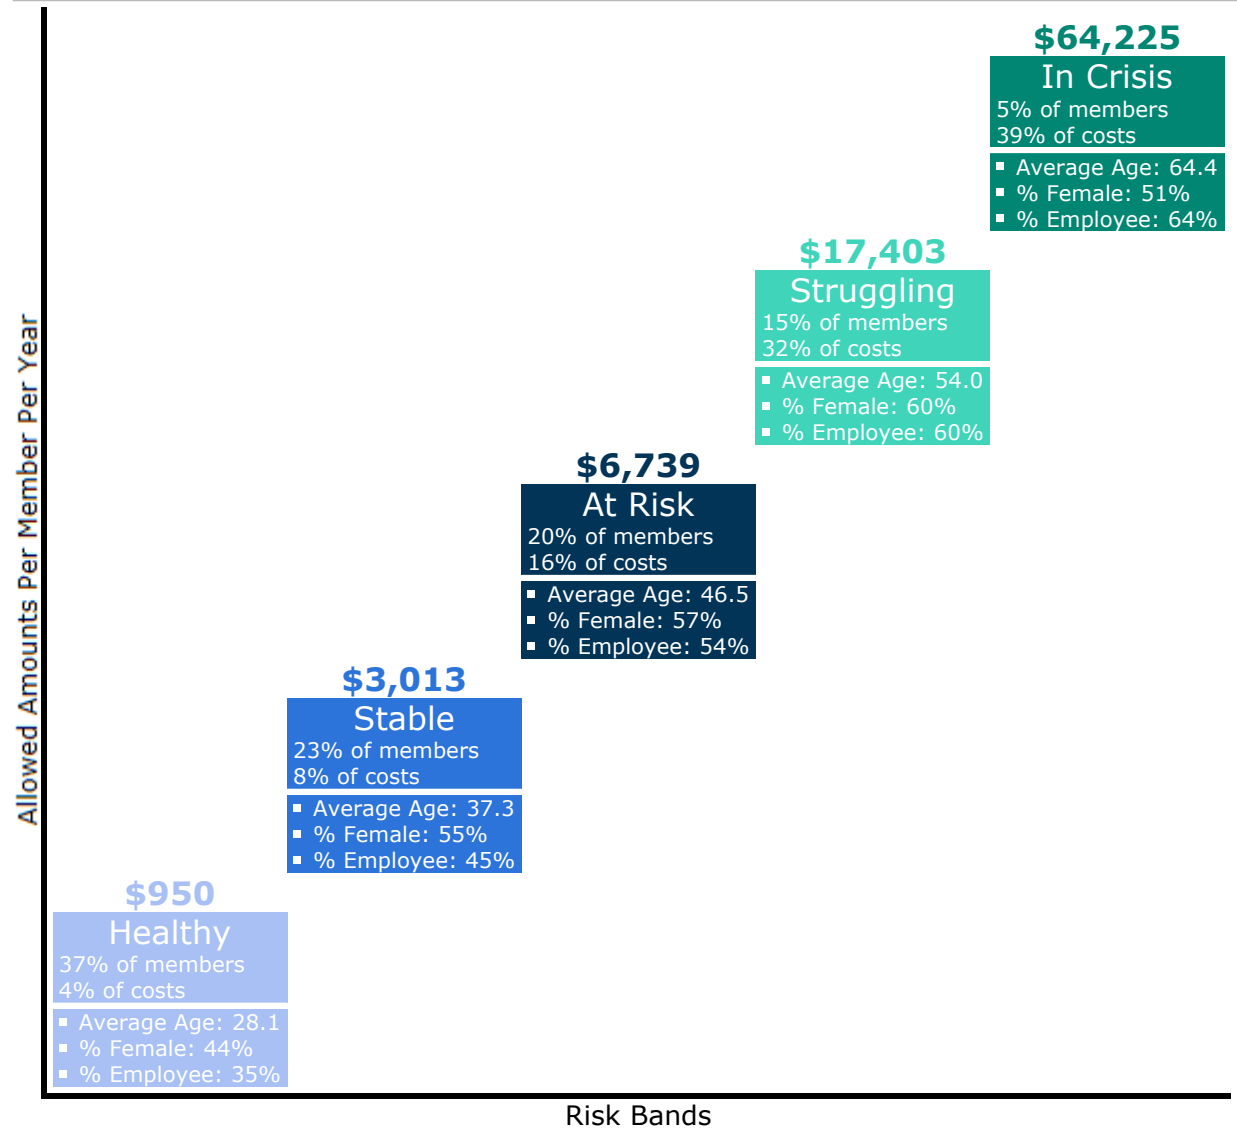 $64,225
In Crisis
5% of members
39% of costs
▪ Average Age: 64.4
▪ % Female: 51%
▪ % Employee: 64%
$17,403
Struggling
15% of members
32% of costs
▪ Average Age: 54.0
▪ % Female: 60%
▪ % Employee: 60%
$6,739
At Risk
20% of members
16% of costs
▪ Average Age: 46.5
▪ % Female: 57%
▪ % Employee: 54%
$3,013
Stable
23% of members
8% of costs
▪ Average Age: 37.3
▪ % Female: 55%
▪ % Employee: 45%
$950
Healthy
37% of members
4% of costs
▪ Average Age: 28.1
▪ % Female: 44%
▪ % Employee: 35%
Allowed Amounts Per Member Per Year
Risk Bands